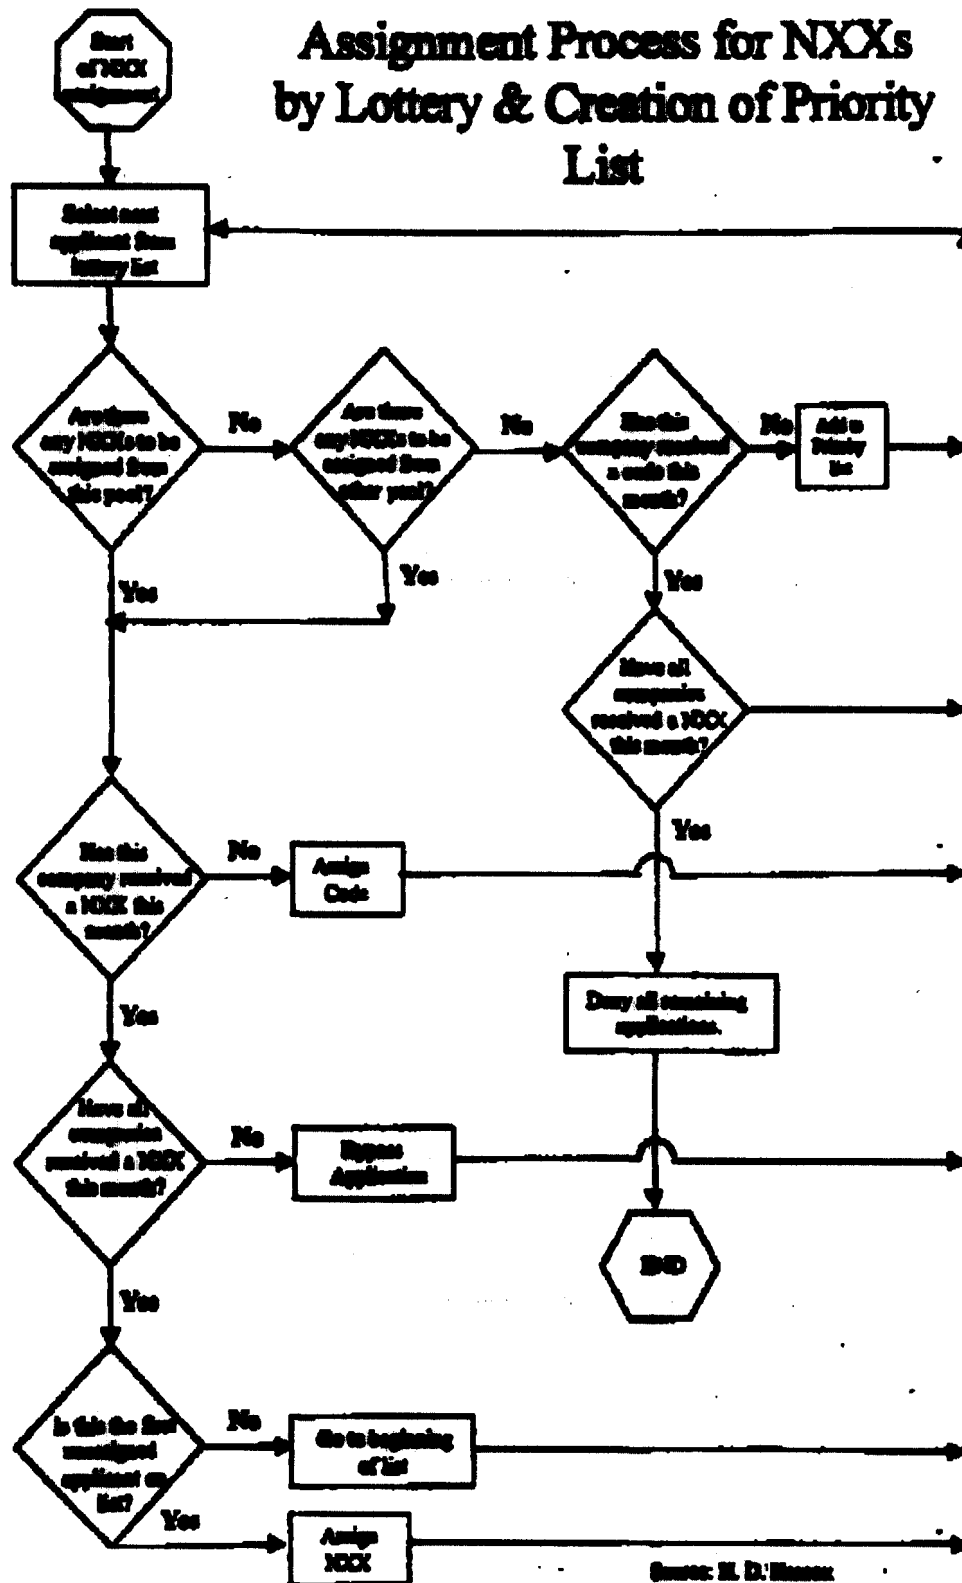 Assignment Process for NXXs
by Lottery & Creation of Priority
List
Start
of NXX
assignment
Select next
applicant from
lottery list
Are there
any NXXs to be
assigned from
this pool?
No
Yes
Are there
any NXXs to be
assigned from
other pool?
No
Yes
Has this
company received
a code this
month?
No
Yes
Add to
Priority
list
Have all
companies
received a NXX
this month?
Yes
Has this
company received
a NXX this
month?
No
Yes
Assign
Code
Deny all remaining
applications.
Have all
companies
received a NXX
this month?
No
Yes
Bypass
Application
END
Is this the first
unassigned
applicant on
list?
No
Yes
Go to beginning
of list
Assign
NXX
Source: N. D.